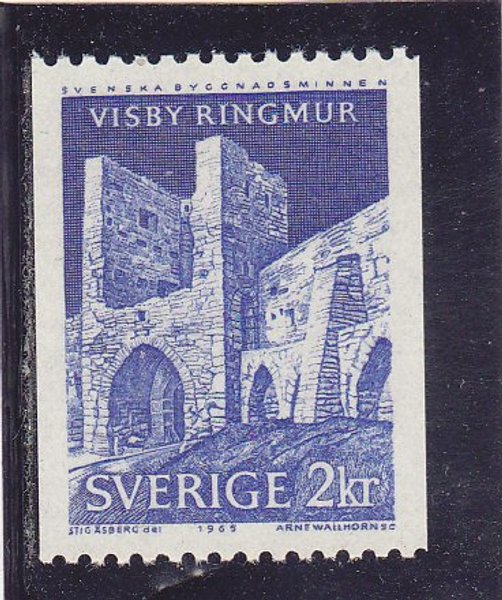 SVENSKA BYGGNADSMINNEN
VISBY RINGMUR
SVERIGE 2kr
STIG ÅSBERG del 1965 ARNE WALLHORN SC